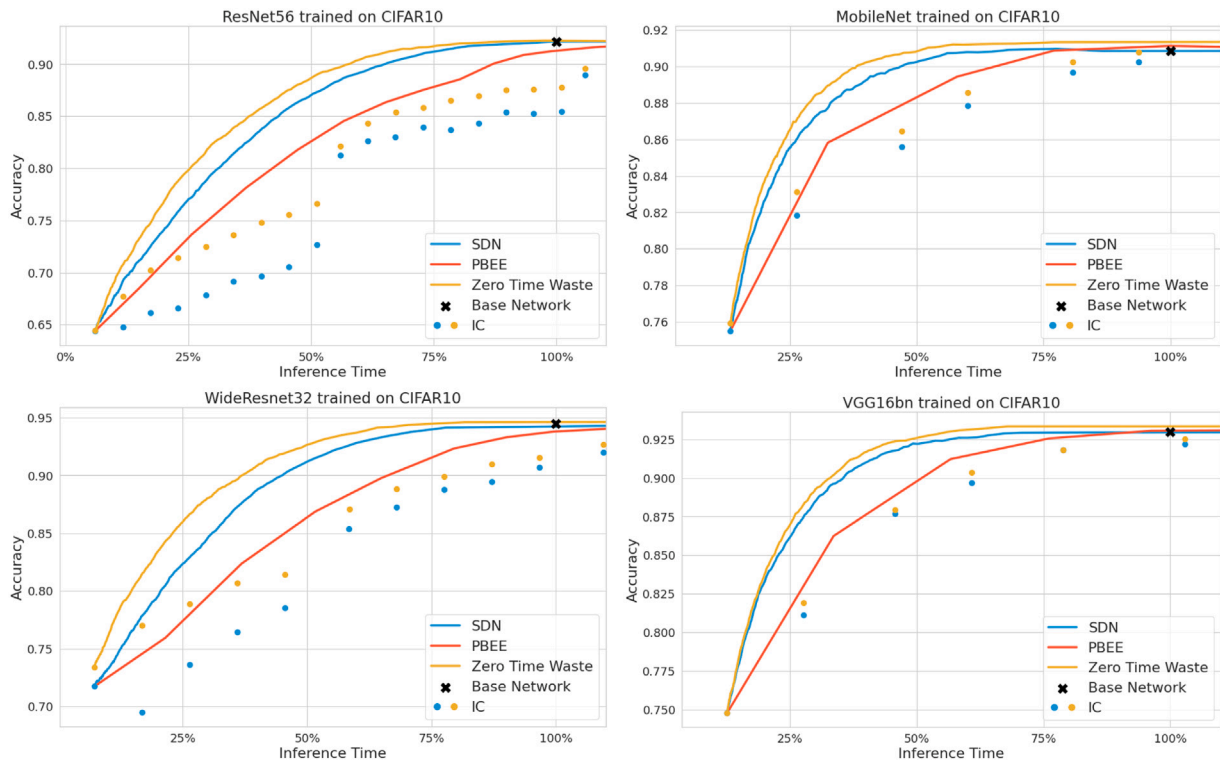 ResNet56 trained on CIFAR10
Accuracy
0.90
0.85
0.80
0.75
0.70
0.65
0%
25%
50%
75%
100%
Inference Time
SDN
PBEE
Zero Time Waste
Base Network
IC
MobileNet trained on CIFAR10
Accuracy
0.92
0.90
0.88
0.86
0.84
0.82
0.80
0.78
0.76
25%
50%
75%
100%
Inference Time
SDN
PBEE
Zero Time Waste
Base Network
IC
WideResnet32 trained on CIFAR10
Accuracy
0.95
0.90
0.85
0.80
0.75
0.70
25%
50%
75%
100%
Inference Time
SDN
PBEE
Zero Time Waste
Base Network
IC
VGG16bn trained on CIFAR10
Accuracy
0.925
0.900
0.875
0.850
0.825
0.800
0.775
0.750
25%
50%
75%
100%
Inference Time
SDN
PBEE
Zero Time Waste
Base Network
IC